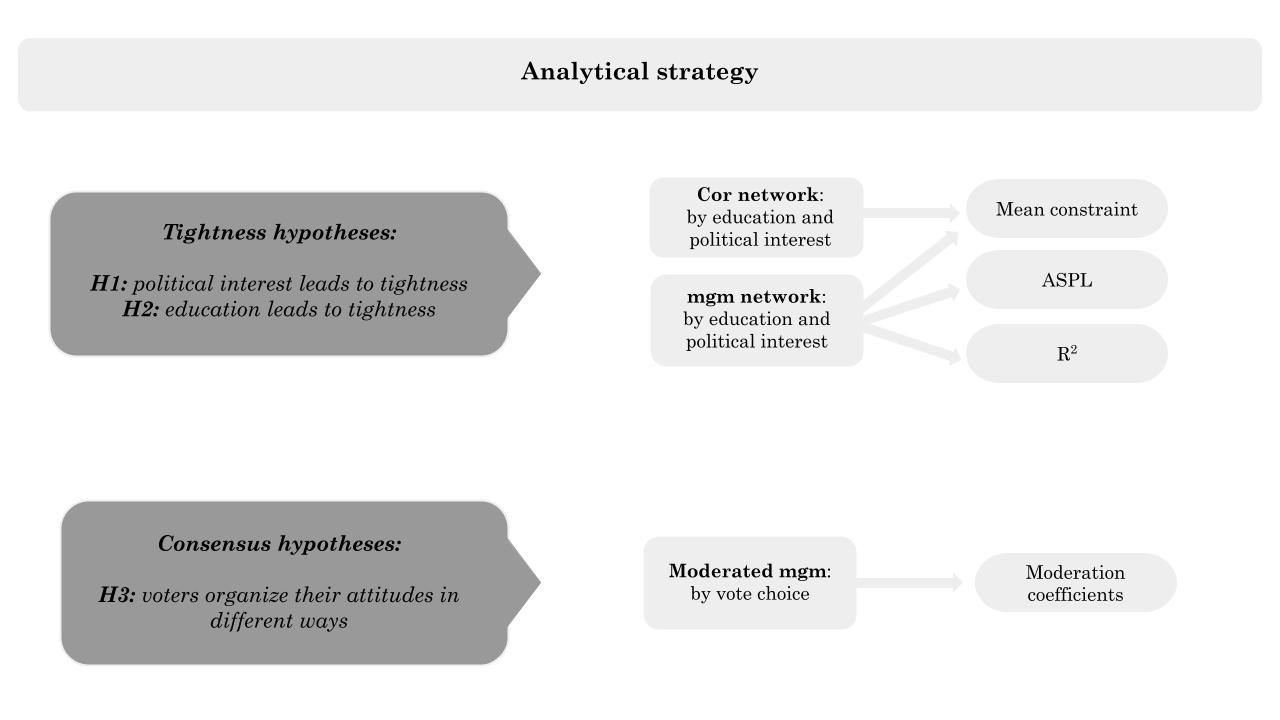 Analytical strategy
Tightness hypotheses:
H1: political interest leads to tightness
H2: education leads to tightness
Cor network:
by education and
political interest
mgm network:
by education and
political interest
Mean constraint
ASPL
R²
Consensus hypotheses:
H3: voters organize their attitudes in
different ways
Moderated mgm:
by vote choice
Moderation
coefficients